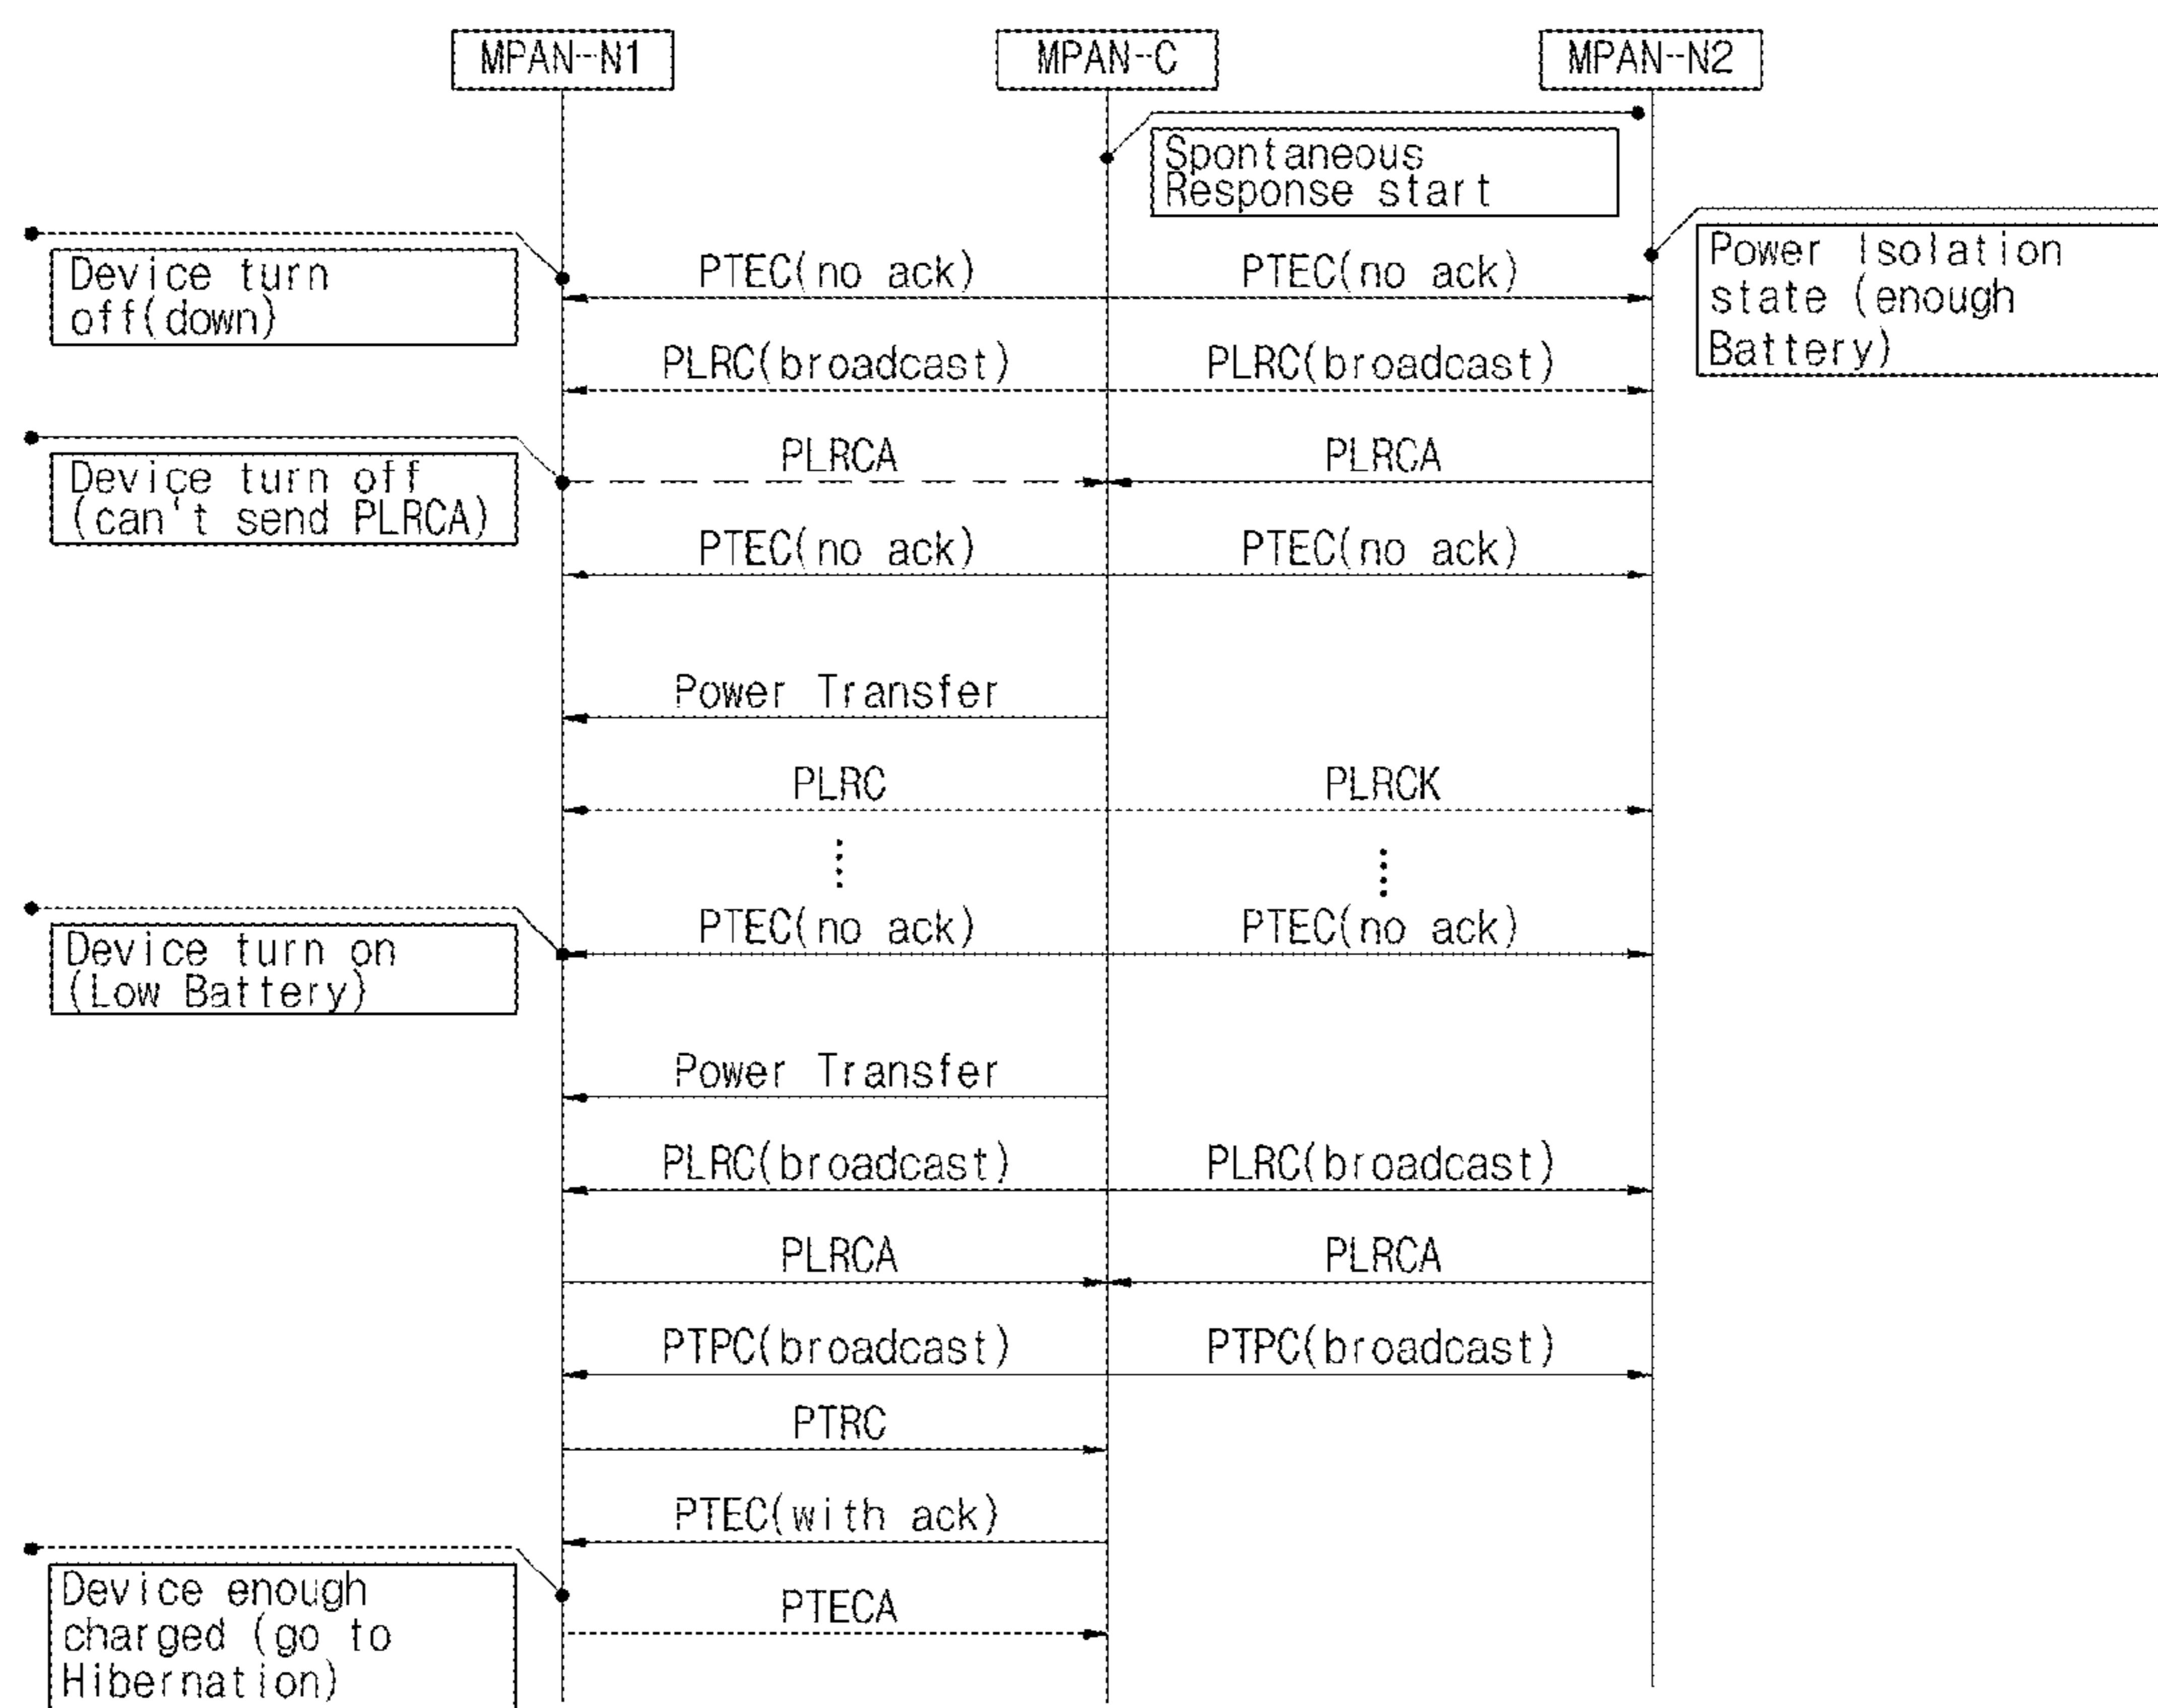 MPAN-N1 MPAN-C MPAN-N2
Spontaneous
Response start
Device turn
off(down)
Power Isolation
state (enough
Battery)
PTEC(no ack) PTEC(no ack)
PLRC(broadcast) PLRC(broadcast)
Device turn off
(can't send PLRCA)
PLRCA PLRCA
PTEC(no ack) PTEC(no ack)
Power Transfer
PLRC PLRCK
PTEC(no ack) PTEC(no ack)
Device turn on
(Low Battery)
Power Transfer
PLRC(broadcast) PLRC(broadcast)
PLRCA PLRCA
PTPC(broadcast) PTPC(broadcast)
PTRC
PTEC(with ack)
Device enough
charged (go to
Hibernation)
PTECA